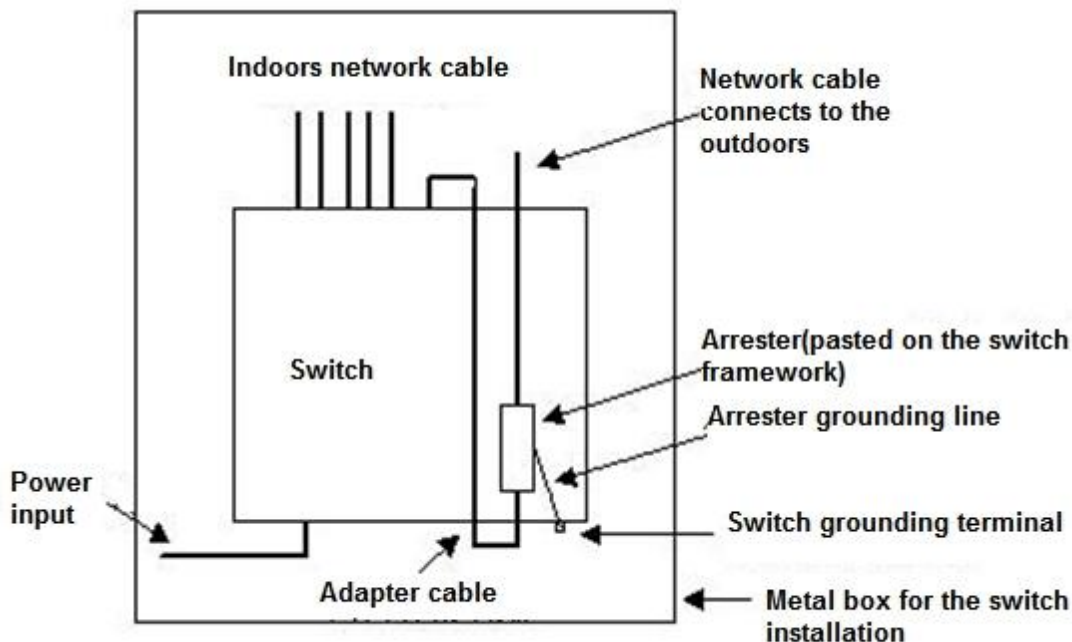 Indoors network cable
Network cable
connects to the
outdoors
Switch
Arrester(pasted on the switch
framework)
Arrester grounding line
Power
input
Switch grounding terminal
Adapter cable
Metal box for the switch
installation